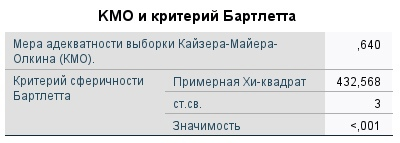 КМО и критерий Бартлетта
Мера адекватности выборки Кайзера-Майера-
Олкина (КМО). ,640
Критерий сферичности Примерная Хи-квадрат 432,568
Бартлетта
ст.св. 3
Значимость <,001